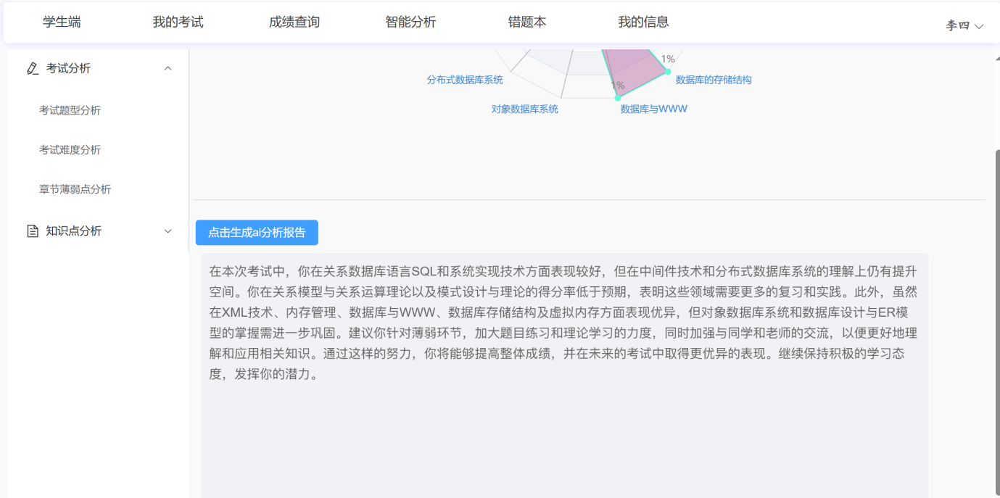 学生端 我的考试 成绩查询 智能分析 错题本 我的信息 李四
考试分析
考试题型分析
考试难度分析
章节薄弱点分析
知识点分析
1%
分布式数据库系统 数据库的存储结构
1%
对象数据库系统 数据库与WWW
点击生成ai分析报告
在本次考试中，你在关系数据库语言SQL和系统实现技术方面表现较好，但在中间件技术和分布式数据库系统的理解上仍有提升
空间。你在关系模型与关系运算理论以及模式设计与理论的得分率低于预期，表明这些领域需要更多的复习和实践。此外，虽然
在XML技术、内存管理、数据库与WWW、数据库存储结构及虚拟内存方面表现优异，但对象数据库系统和数据库设计与ER模
型的掌握需进一步巩固。建议你针对薄弱环节，加大题目练习和理论学习的力度，同时加强与同学和老师的交流，以便更好地理
解和应用相关知识。通过这样的努力，你将能够提高整体成绩，并在未来的考试中取得更优异的表现。继续保持积极的学习态
度，发挥你的潜力。